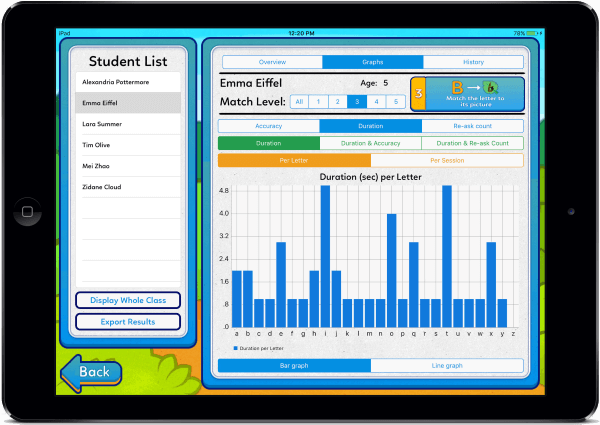 iPad 12:20 PM 78%
Student List
Alexandria Pottermore
Emma Eiffel
Lara Summer
Tim Olive
Mei Zhao
Zidane Cloud
Display Whole Class
Export Results
Back
Overview Graphs History
Emma Eiffel Age: 5
Match Level: All 1 2 3 4 5
3 B → b
Match the letter to
its picture
Accuracy Duration Re-ask count
Duration Duration & Accuracy Duration & Re-ask Count
Per Letter Per Session
Duration (sec) per Letter
4.8
4.0
3.2
2.4
1.6
.8
.0
a b c d e f g h i j k l m n o p q r s t u v w x y z
Duration per Letter
Bar graph Line graph